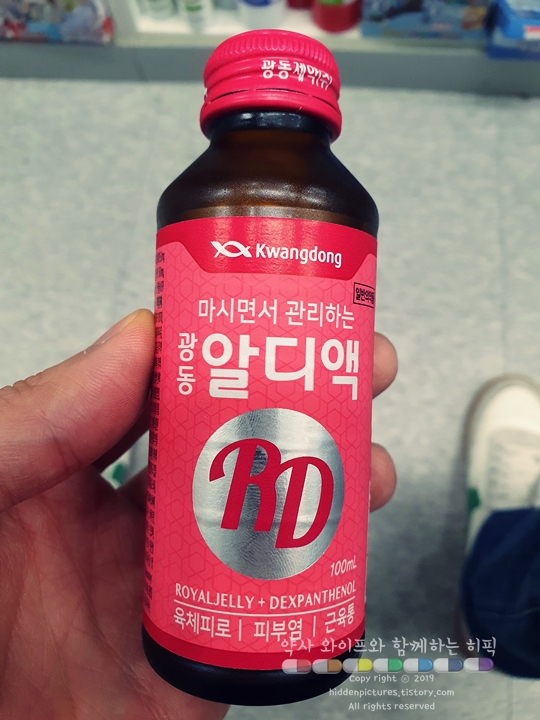 광동제약(주)
Kwangdong
일반의약품
마시면서 관리하는
광동 알디액
RD
100mL
ROYALJELLY + DEXPANTHENOL
육체피로 | 피부염 | 근육통
약사 와이프와 함께하는 히픽
Copy right ⓒ 2019
hiddenpictures.tistory.com
All rights reserved